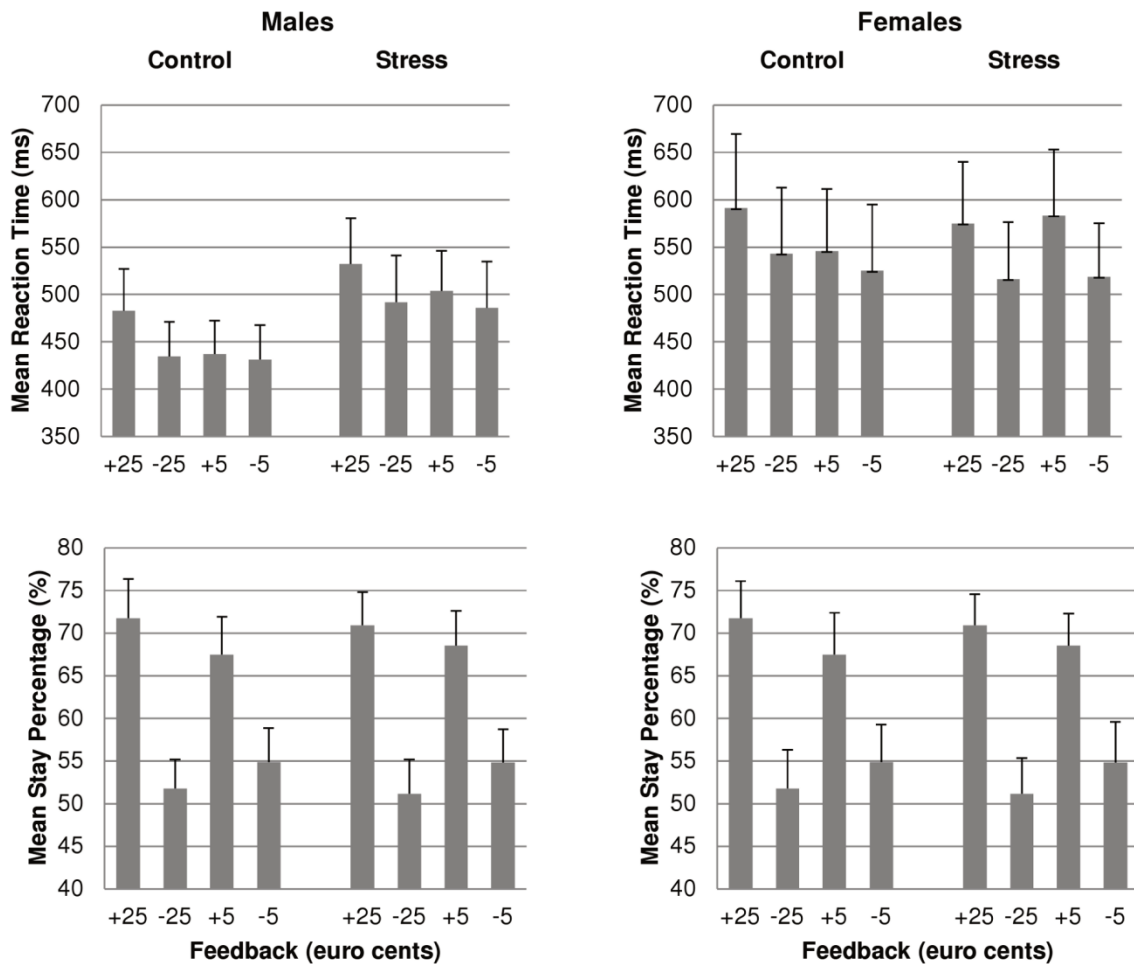 Males
Females
Control Stress
Control Stress
Mean Reaction Time (ms)
700
650
600
550
500
450
400
350
+25 -25 +5 -5 +25 -25 +5 -5
Mean Reaction Time (ms)
700
650
600
550
500
450
400
350
+25 -25 +5 -5 +25 -25 +5 -5
Mean Stay Percentage (%)
80
75
70
65
60
55
50
45
40
+25 -25 +5 -5 +25 -25 +5 -5
Feedback (euro cents)
Mean Stay Percentage (%)
80
75
70
65
60
55
50
45
40
+25 -25 +5 -5 +25 -25 +5 -5
Feedback (euro cents)